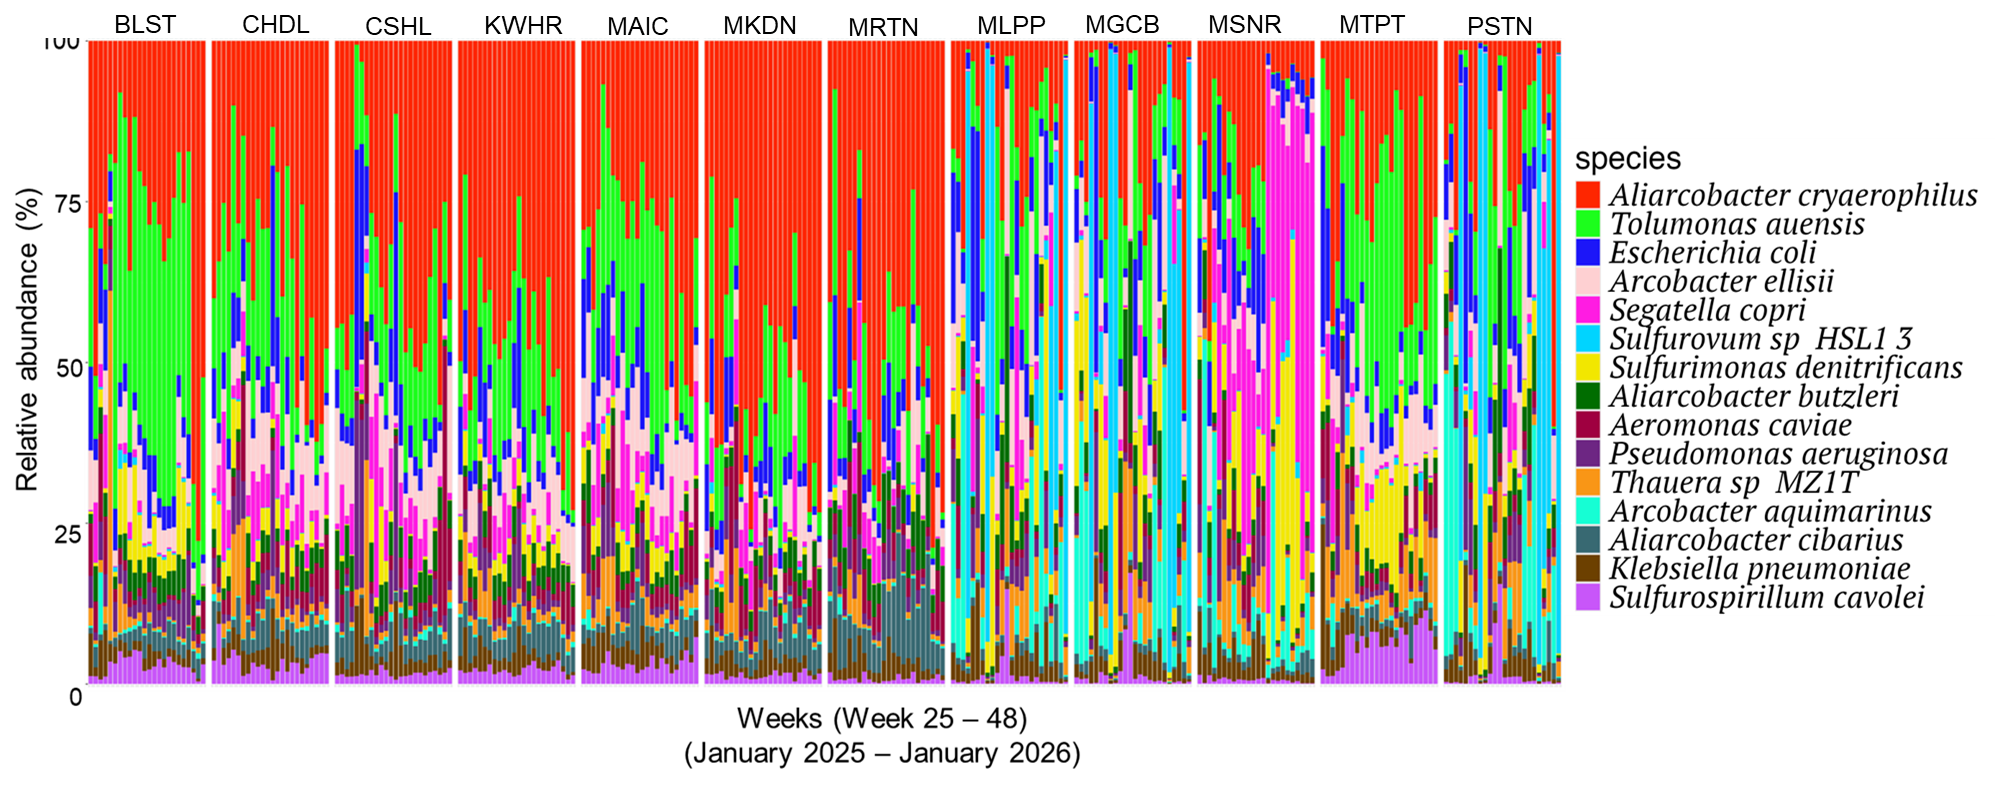 BLST CHDL CSHL KWHR MAIC MKDN MRTN MLPP MGCB MSNR MTPT PSTN
100
75
50
25
0
Relative abundance (%)
Weeks (Week 25 – 48)
(January 2025 – January 2026)
species
Aliarcobacter cryaerophilus
Tolumonas auensis
Escherichia coli
Arcobacter ellisii
Segatella copri
Sulfurovum sp HSL1 3
Sulfurimonas denitrificans
Aliarcobacter butzleri
Aeromonas caviae
Pseudomonas aeruginosa
Thauera sp MZ1T
Arcobacter aquimarinus
Aliarcobacter cibarius
Klebsiella pneumoniae
Sulfurospirillum cavolei